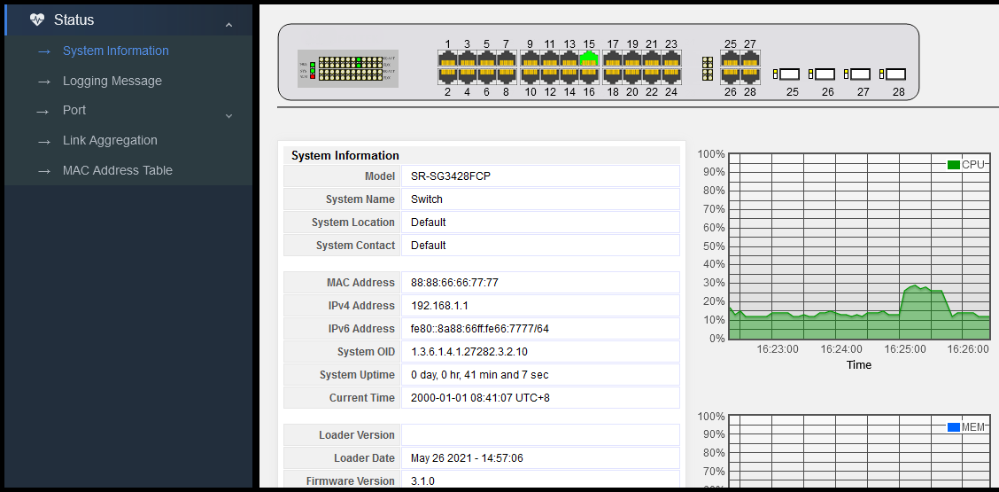 Status
System Information
Logging Message
Port
Link Aggregation
MAC Address Table
1 3 5 7 9 11 13 15 17 19 21 23 25 27
2 4 6 8 10 12 14 16 18 20 22 24 26 28 25 26 27 28
System Information
Model SR-SG3428FCP
System Name Switch
System Location Default
System Contact Default
MAC Address 88:88:66:66:77:77
IPv4 Address 192.168.1.1
IPv6 Address fe80::8a88:66ff:fe66:7777/64
System OID 1.3.6.1.4.1.27282.3.2.10
System Uptime 0 day, 0 hr, 41 min and 7 sec
Current Time 2000-01-01 08:41:07 UTC+8
Loader Version
Loader Date May 26 2021 - 14:57:06
Firmware Version 3.1.0
100%
90%
80%
70%
60%
50%
40%
30%
20%
10%
0%
CPU
16:23:00 16:24:00 16:25:00 16:26:00
Time
100%
90%
80%
70%
MEM